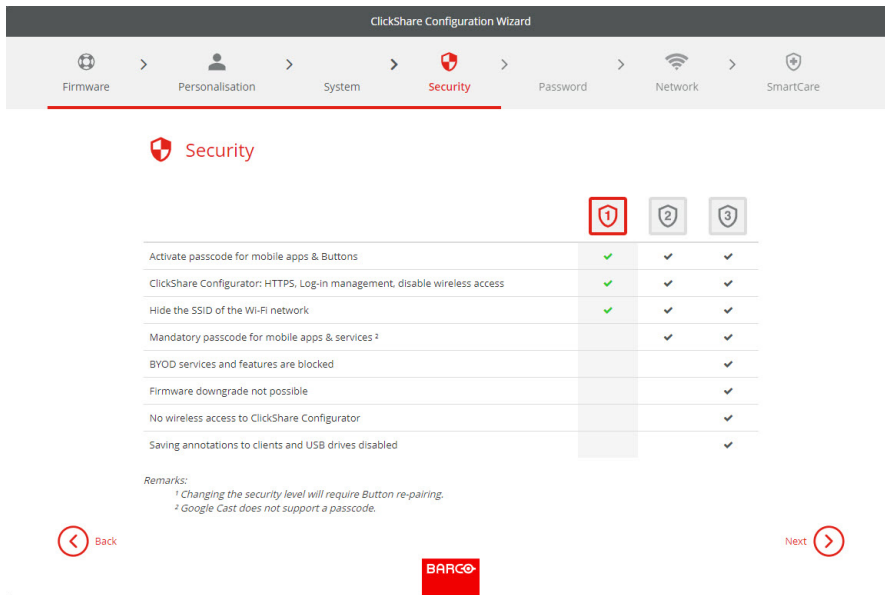 ClickShare Configuration Wizard
Firmware > Personalisation > System > Security > Password > Network > SmartCare
Security
1 2 3
Activate passcode for mobile apps & Buttons ✔ ✔ ✔
ClickShare Configurator: HTTPS, Log-in management, disable wireless access ✔ ✔ ✔
Hide the SSID of the Wi-Fi network ✔ ✔ ✔
Mandatory passcode for mobile apps & services ² ✔ ✔
BYOD services and features are blocked ✔
Firmware downgrade not possible ✔
No wireless access to ClickShare Configurator ✔
Saving annotations to clients and USB drives disabled ✔
Remarks:
¹ Changing the security level will require Button re-pairing.
² Google Cast does not support a passcode.
Back Next
BARCO